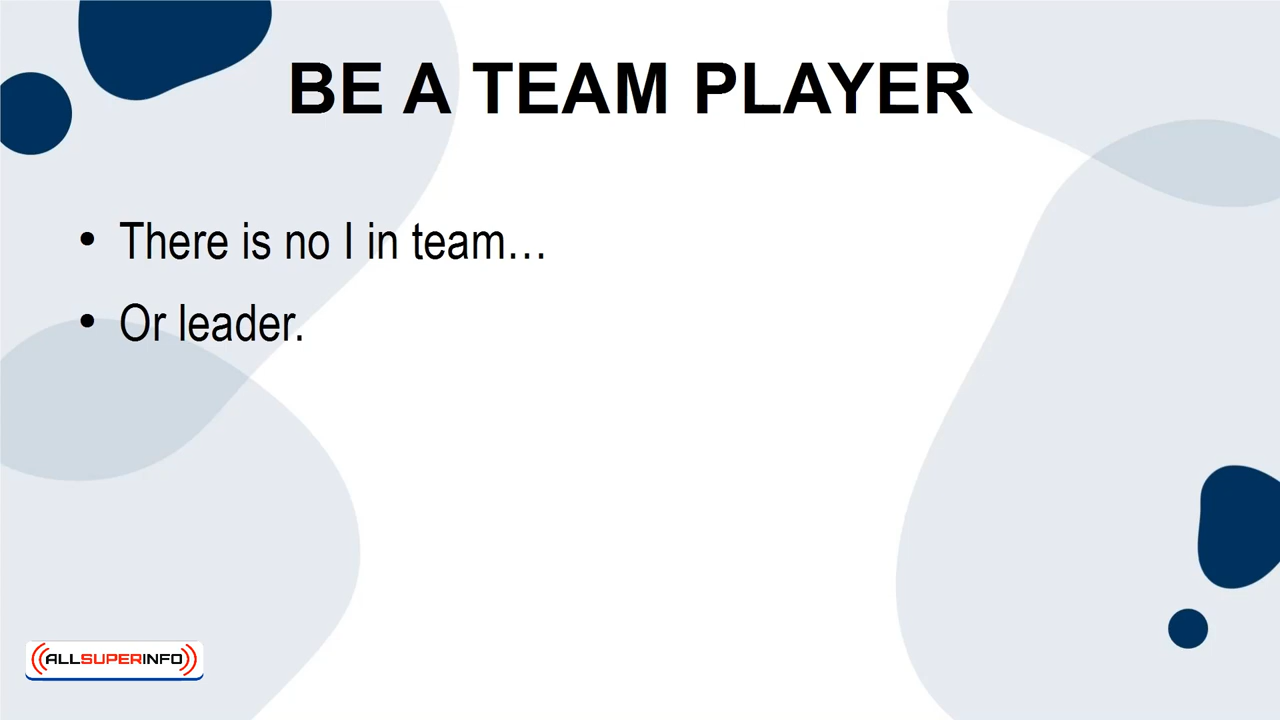 BE A TEAM PLAYER
• There is no I in team…
• Or leader.
ALLSUPERINFO